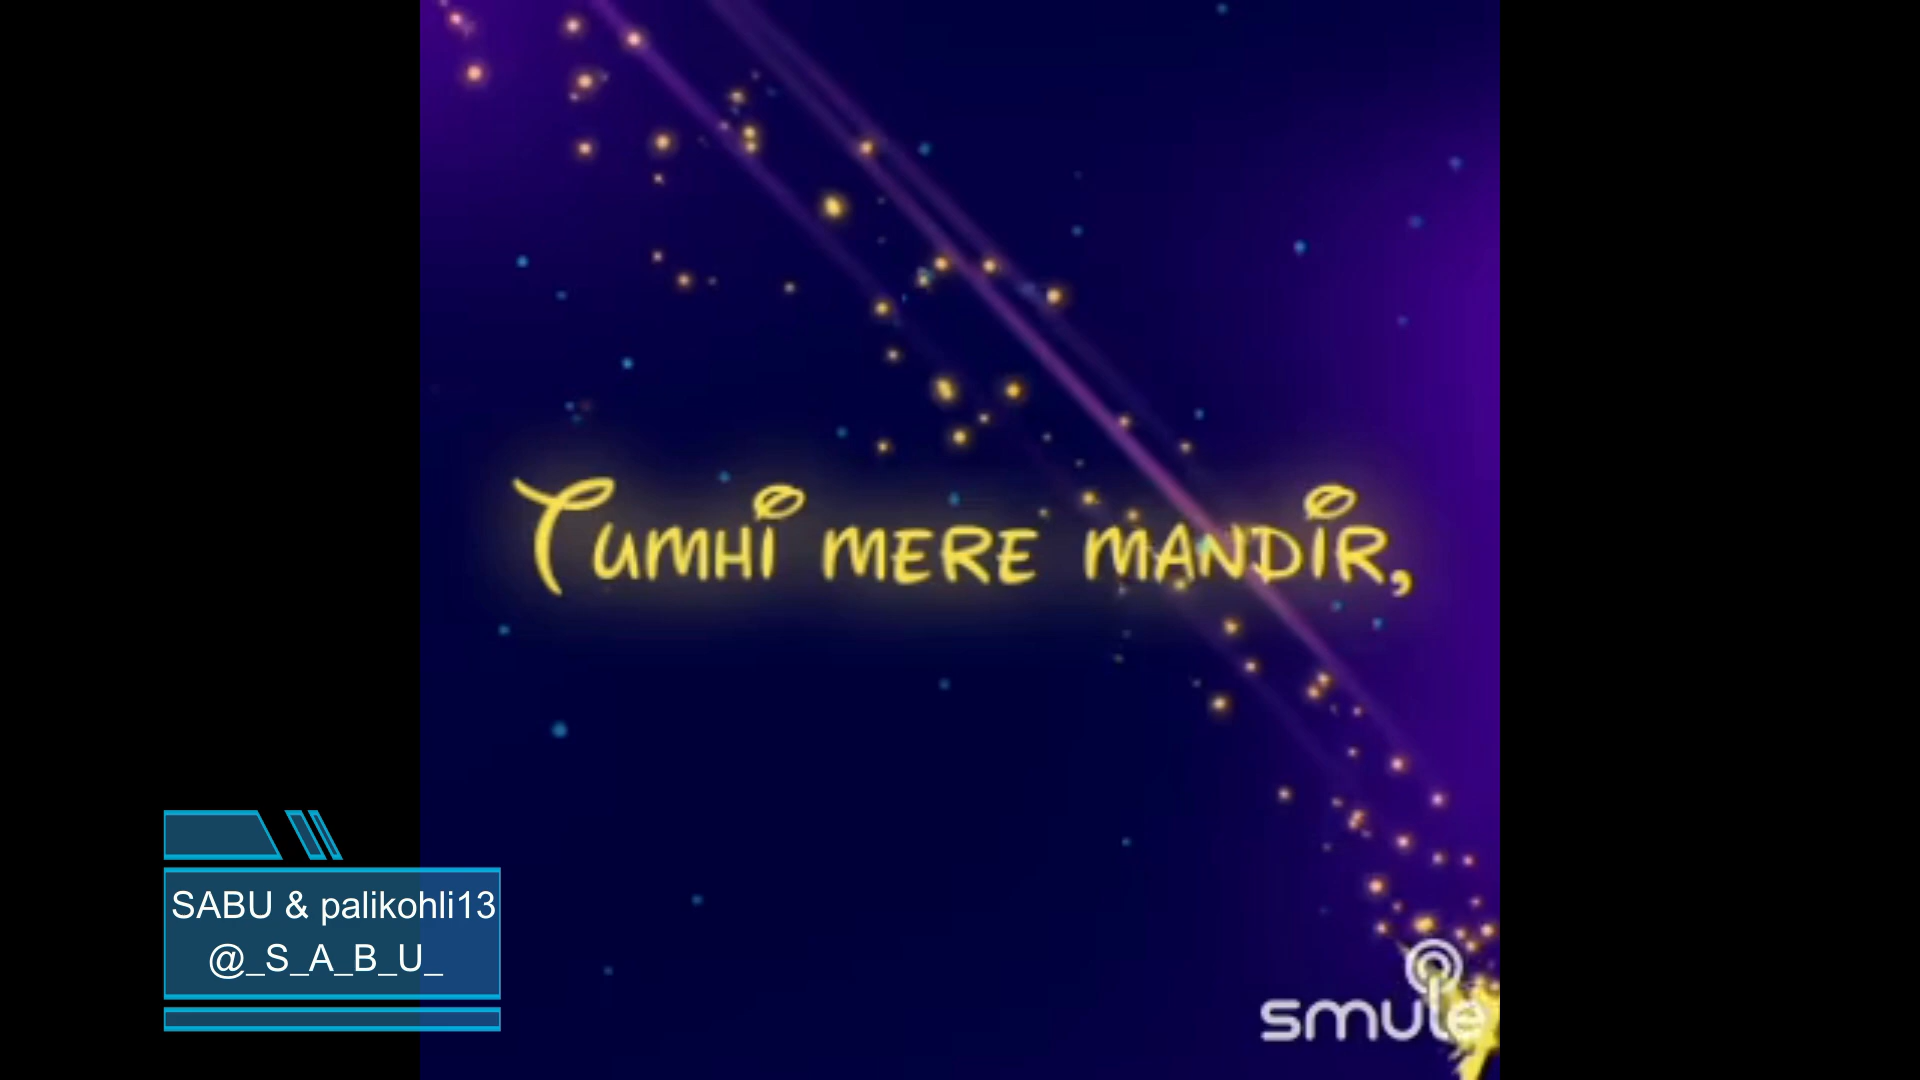 Tumhi mere mandir,
SABU & palikohli13
@_S_A_B_U_
smule